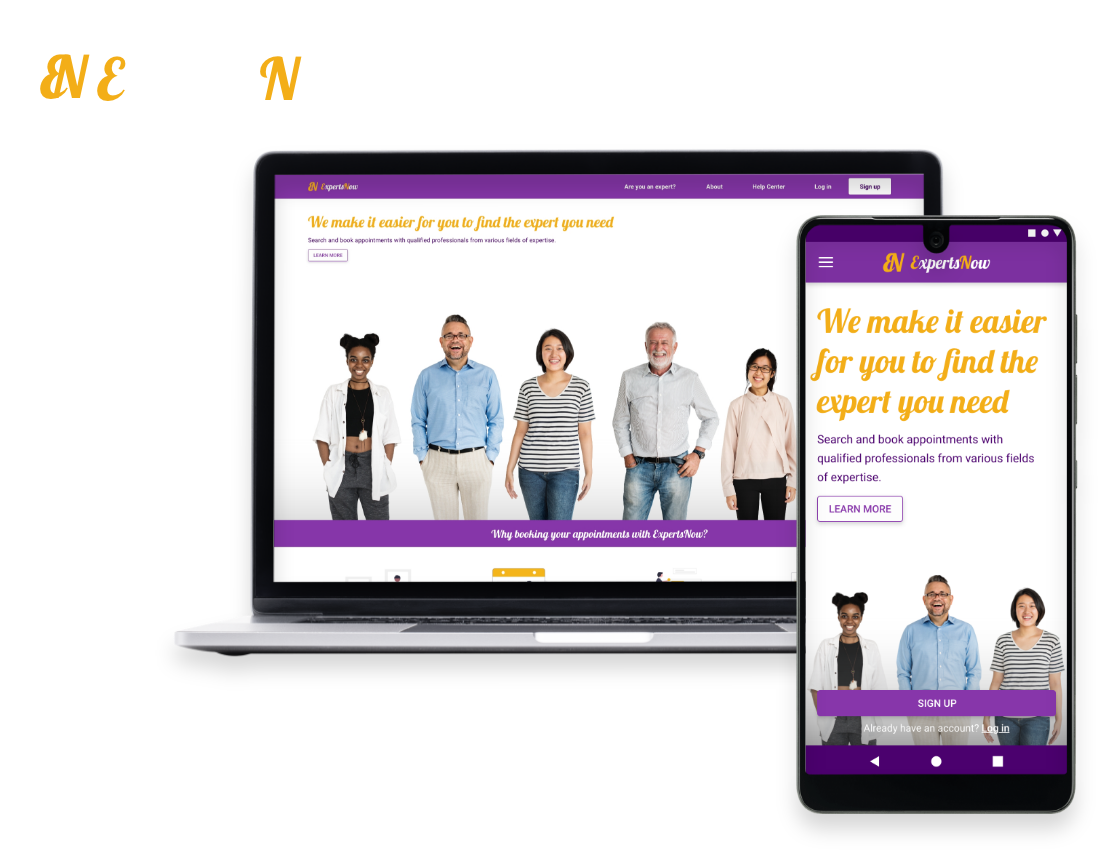 EN E N
EN ExpertsNow
Are you an expert?
About
Help Center
Log in
Sign up
We make it easier for you to find the expert you need
Search and book appointments with qualified professionals from various fields of expertise.
LEARN MORE
Why booking your appointments with ExpertsNow?
EN ExpertsNow
We make it easier
for you to find the
expert you need
Search and book appointments with
qualified professionals from various fields
of expertise.
LEARN MORE
SIGN UP
Already have an account? Log in